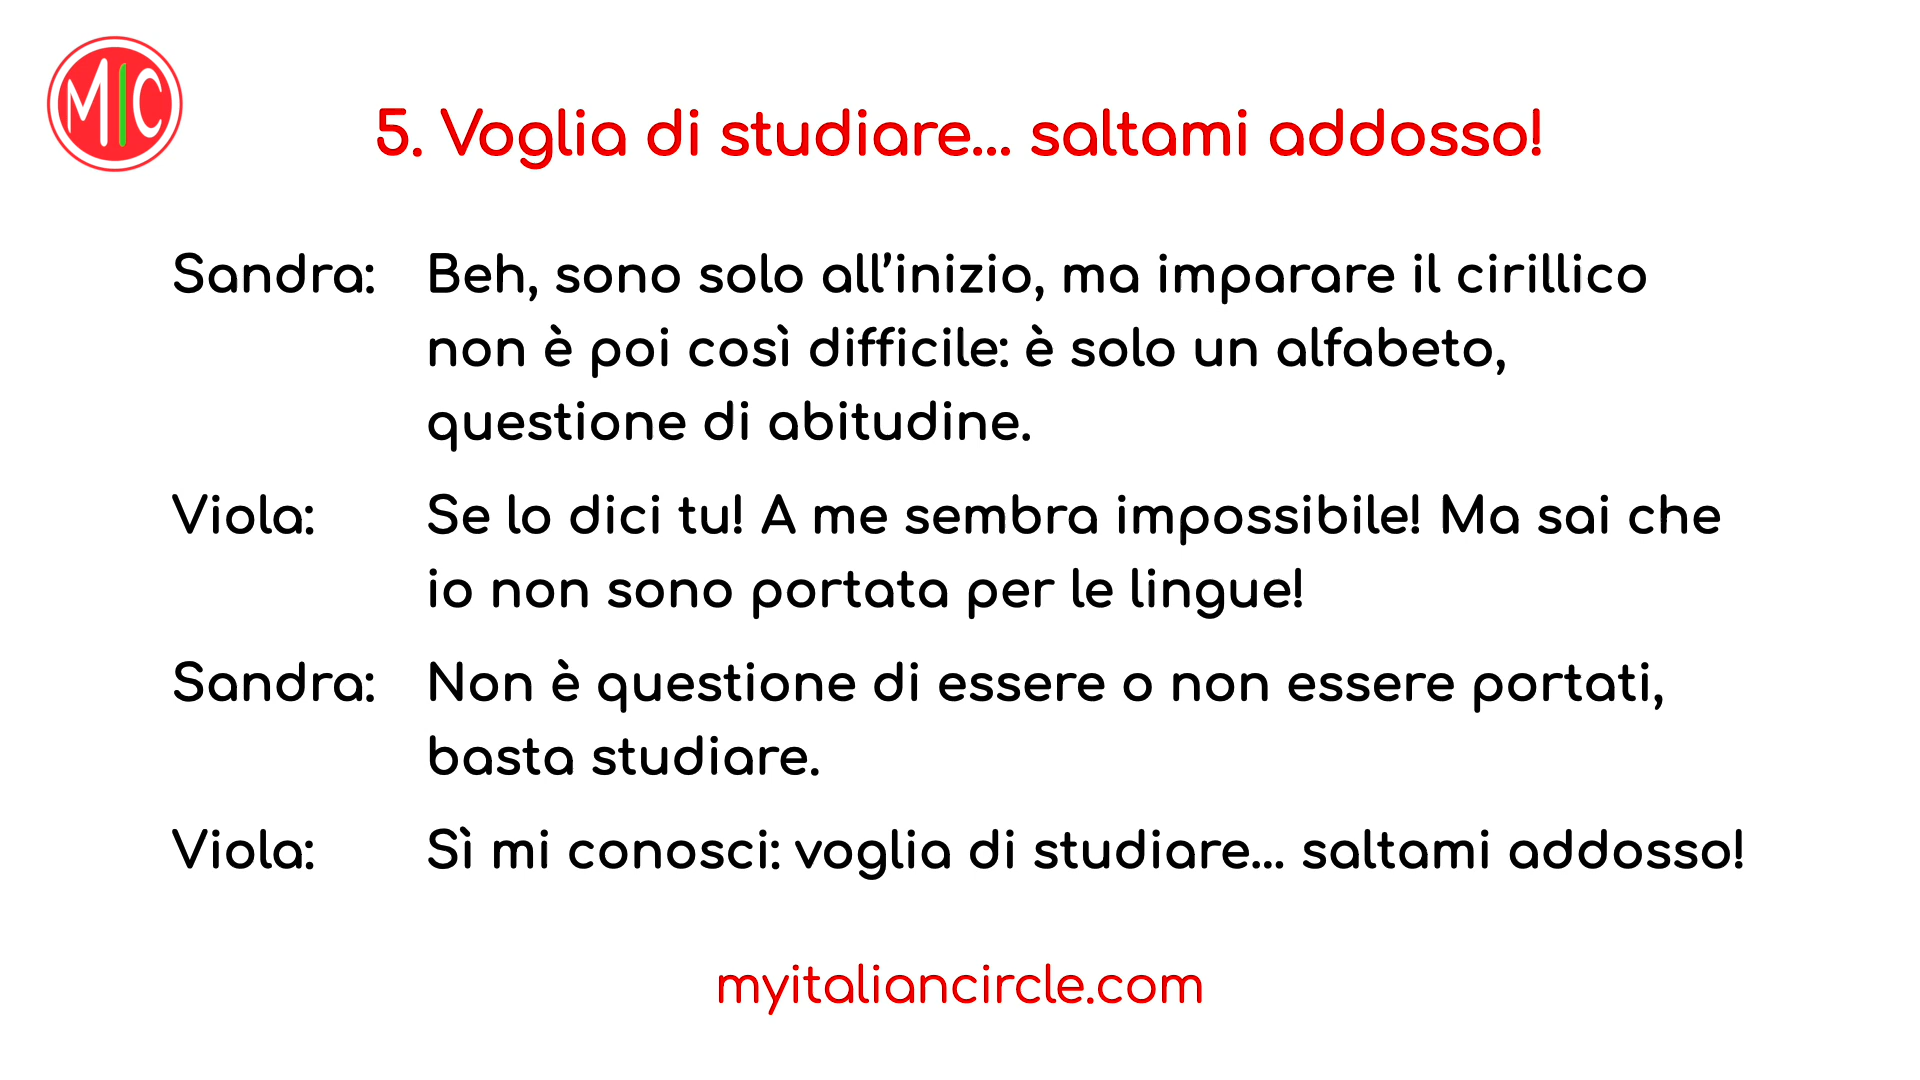 MIC
5. Voglia di studiare... saltami addosso!
Sandra: Beh, sono solo all’inizio, ma imparare il cirillico
non è poi così difficile: è solo un alfabeto,
questione di abitudine.
Viola: Se lo dici tu! A me sembra impossibile! Ma sai che
io non sono portata per le lingue!
Sandra: Non è questione di essere o non essere portati,
basta studiare.
Viola: Sì mi conosci: voglia di studiare... saltami addosso!
myitaliancircle.com